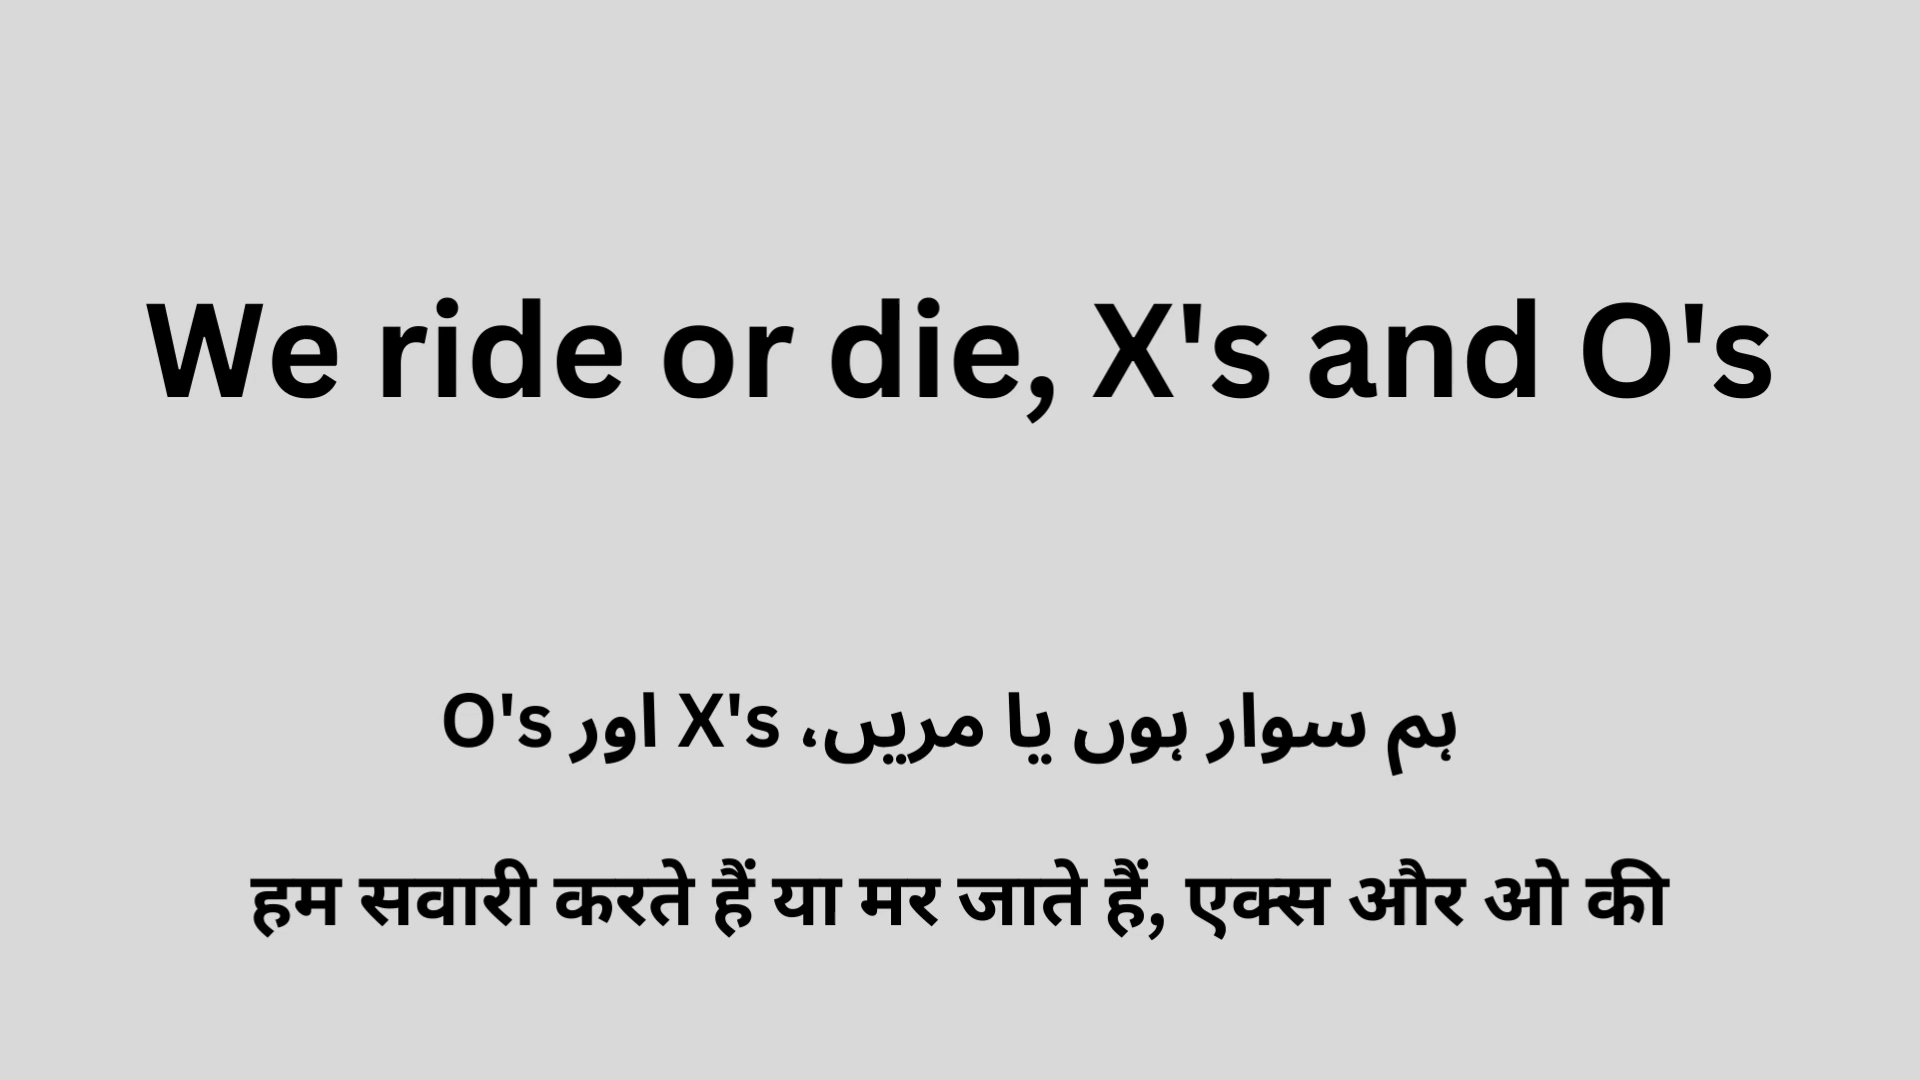 We ride or die, X's and O's
ہم سوار ہوں یا مریں، X's اور O's
हम सवारी करते हैं या मर जाते हैं, एक्स और ओ की